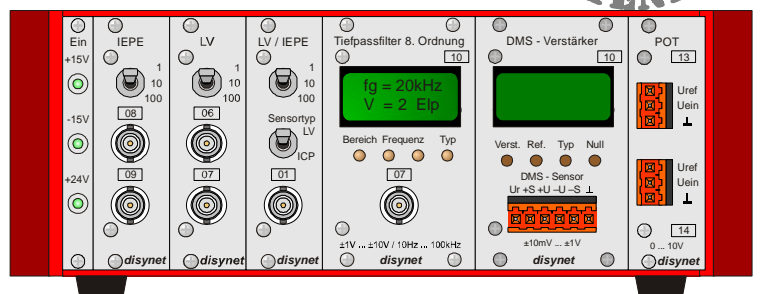 Ein
+15V
-15V
+24V
IEPE
1
10
100
08
09
disynet
LV
1
10
100
06
07
disynet
LV / IEPE
1
10
100
Sensortyp
LV
ICP
01
disynet
Tiefpassfilter 8. Ordnung
10
fg = 20kHz
V = 2 Elp
Bereich Frequenz Typ
07
±1V ... ±10V / 10Hz ... 100kHz
disynet
DMS - Verstärker
10
Verst. Ref. Typ Null
DMS - Sensor
Ur +S +U –U –S ⊥
±10mV ... ±1V
disynet
POT
13
Uref
Uein
⊥
Uref
Uein
⊥
14
0 ... 10V
disynet